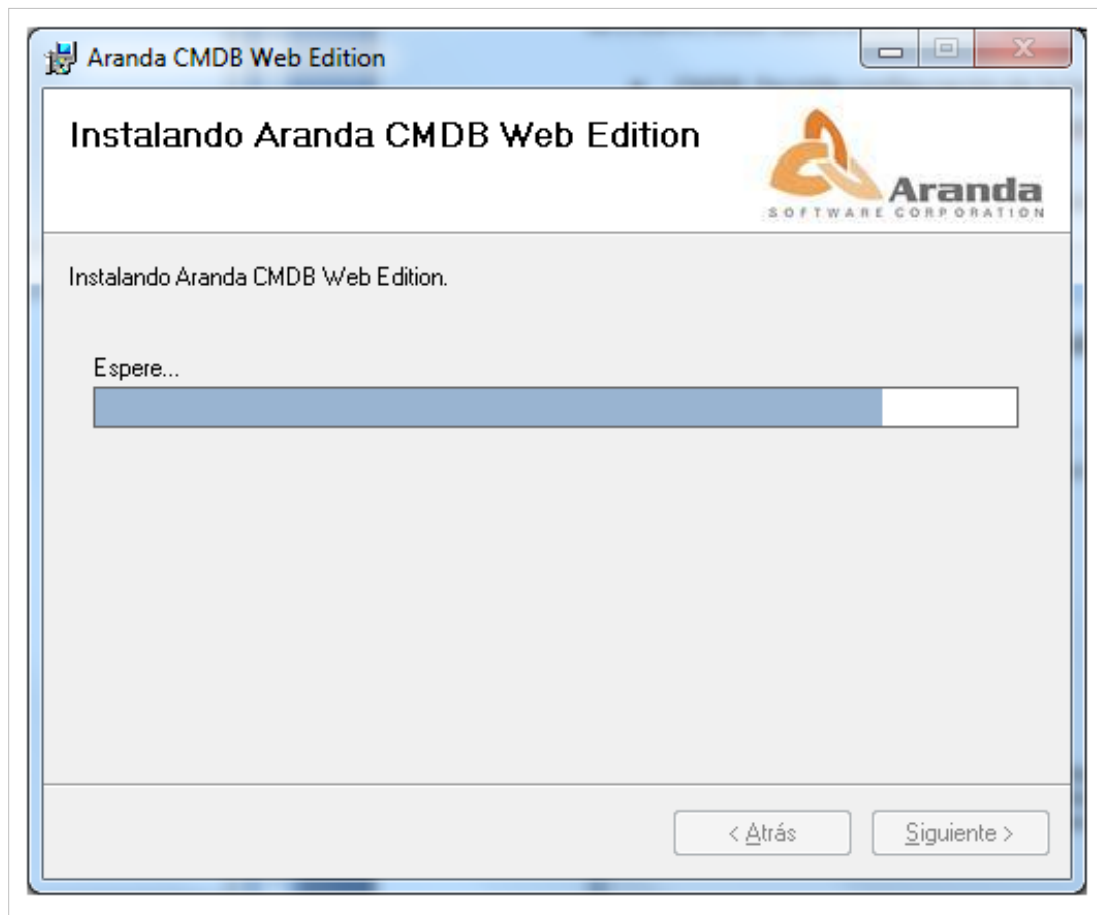 Aranda CMDB Web Edition
Instalando Aranda CMDB Web Edition
Aranda
SOFTWARE CORPORATION
Instalando Aranda CMDB Web Edition.
Espere...
< Atrás
Siguiente >